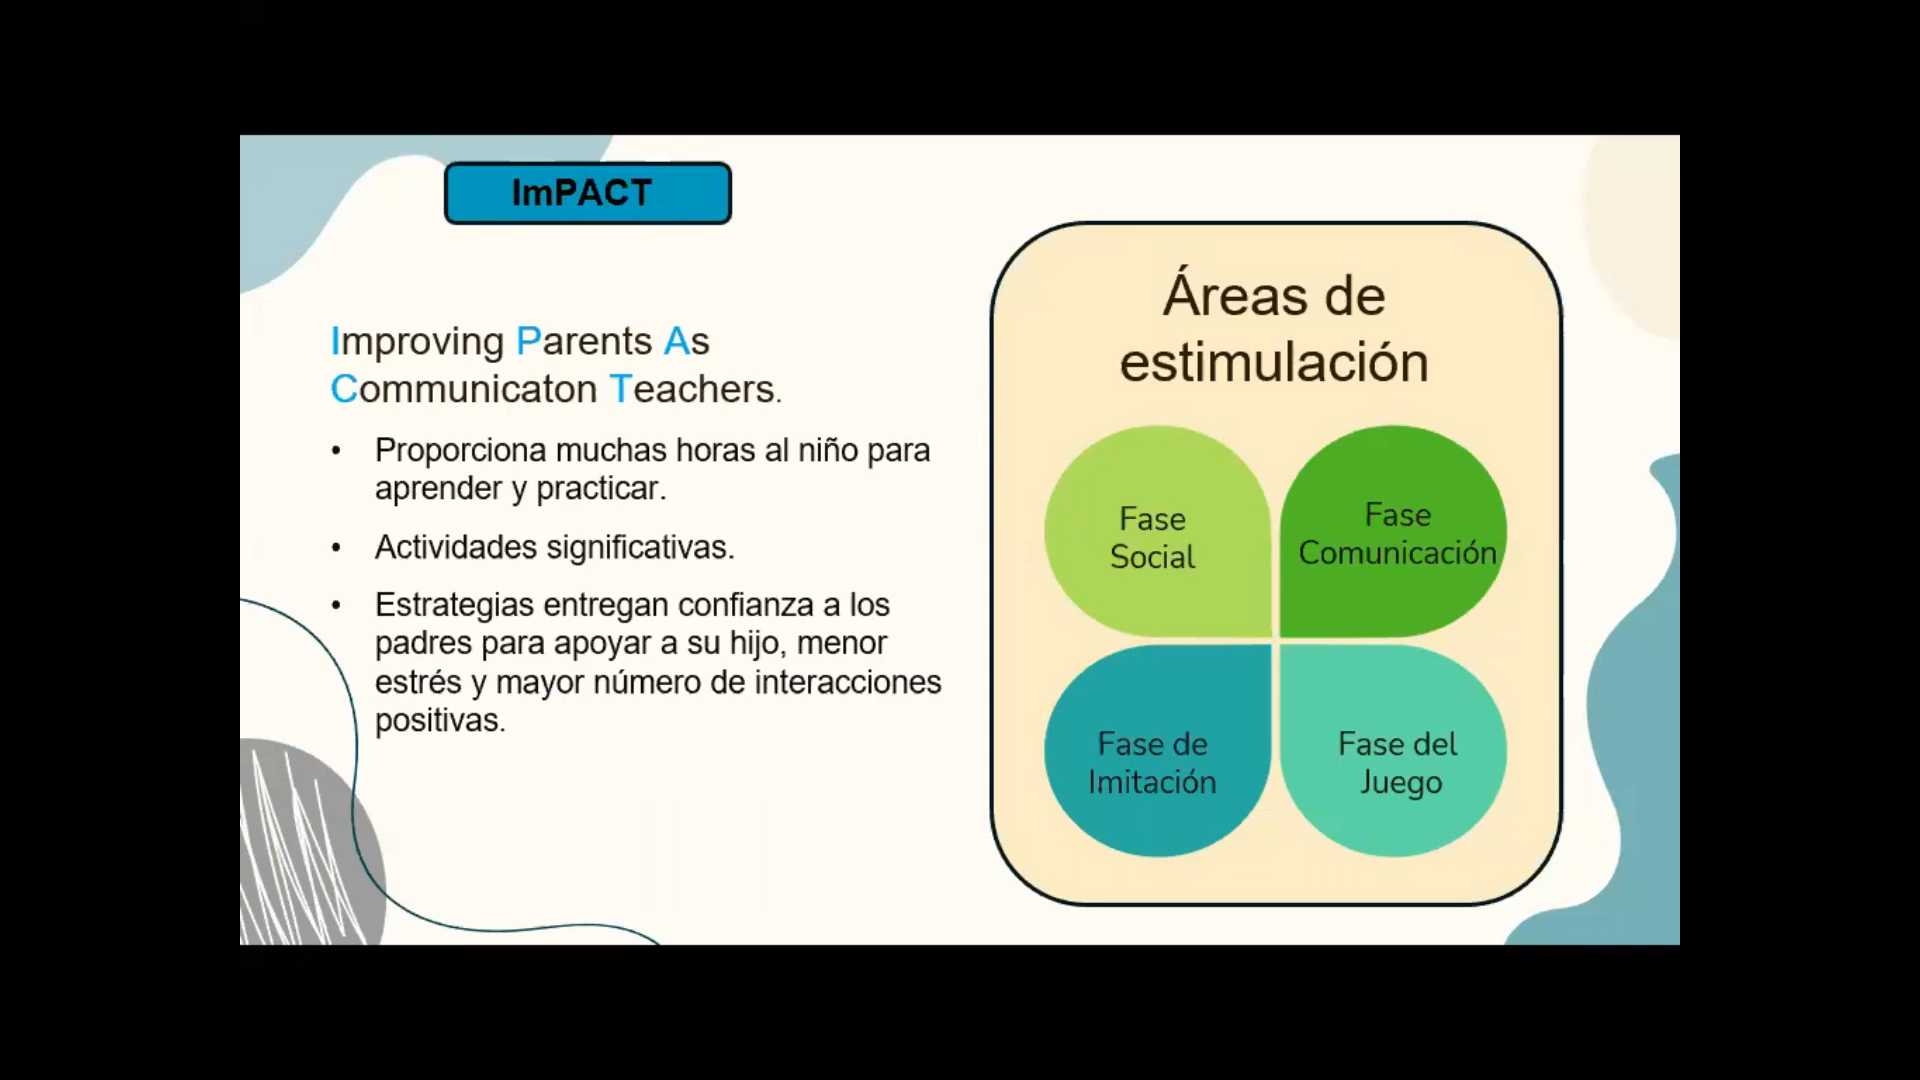 ImPACT
Improving Parents As
Communicaton Teachers.
• Proporciona muchas horas al niño para
aprender y practicar.
• Actividades significativas.
• Estrategias entregan confianza a los
padres para apoyar a su hijo, menor
estrés y mayor número de interacciones
positivas.
Áreas de
estimulación
Fase
Social
Fase
Comunicación
Fase de
Imitación
Fase del
Juego